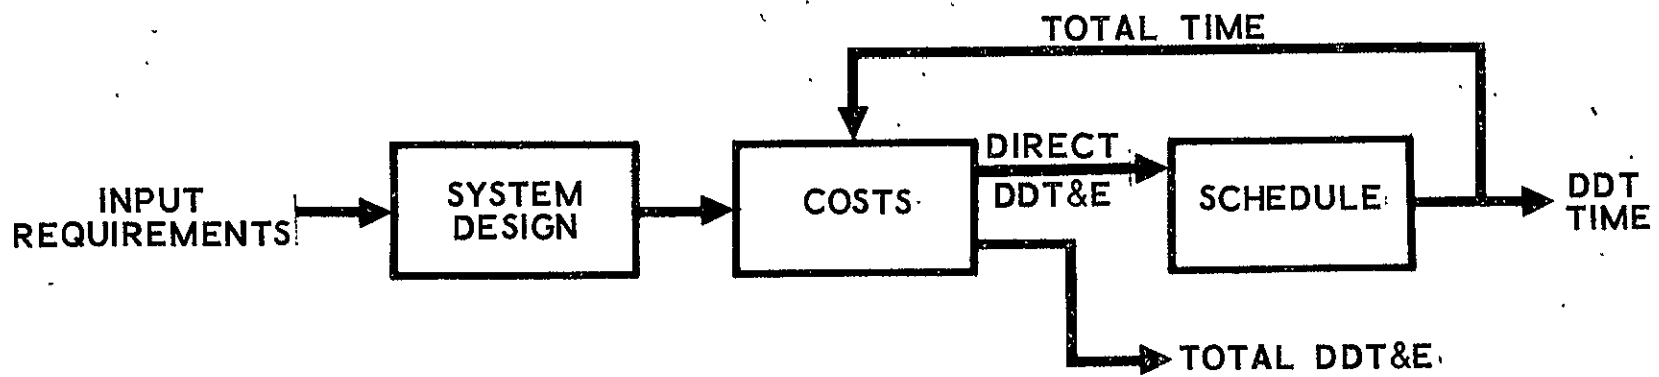 TOTAL TIME
INPUT
REQUIREMENTS
SYSTEM
DESIGN
COSTS
DIRECT
DDT&E
SCHEDULE
DDT
TIME
TOTAL DDT&E